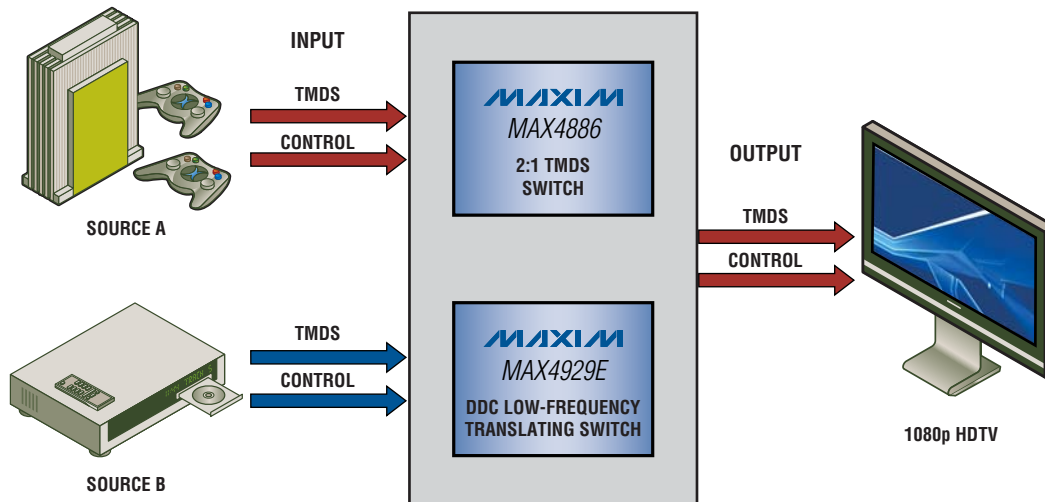 INPUT
TMDS
CONTROL
SOURCE A
MAXIM
MAX4886
2:1 TMDS
SWITCH
OUTPUT
TMDS
CONTROL
1080p HDTV
TMDS
CONTROL
SOURCE B
MAXIM
MAX4929E
DDC LOW-FREQUENCY
TRANSLATING SWITCH